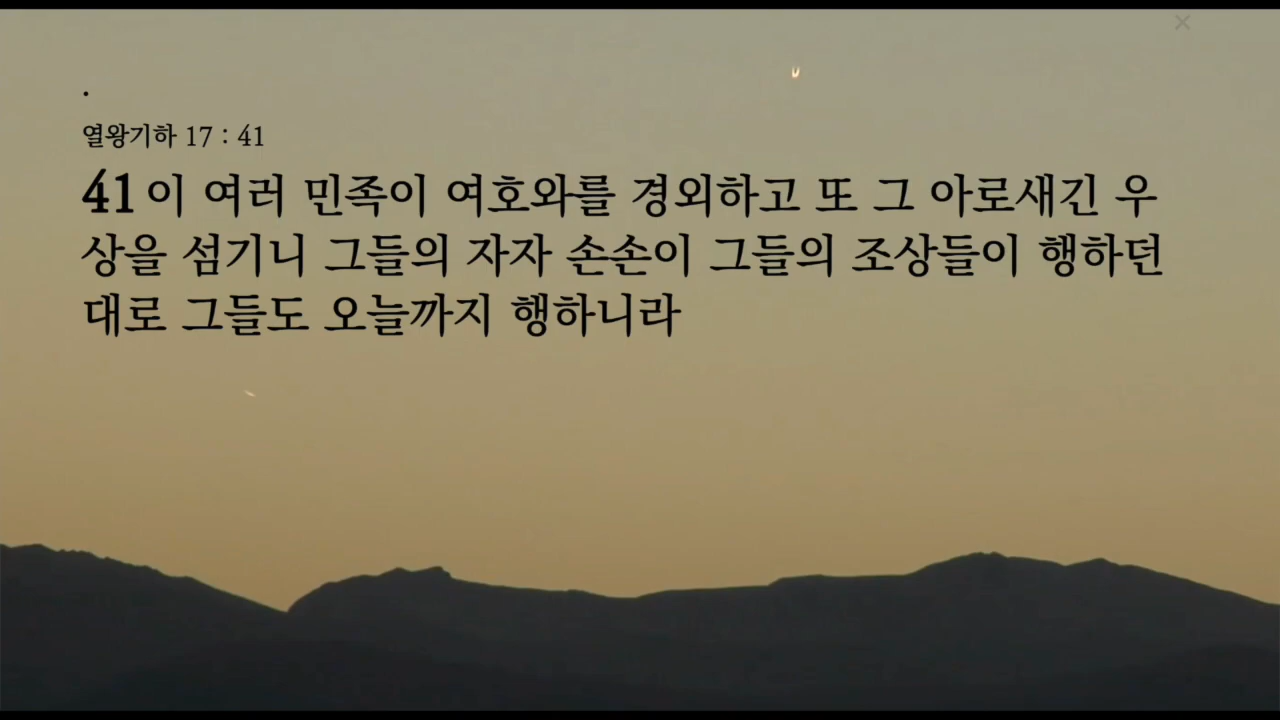 .
열왕기하 17 : 41
41 이 여러 민족이 여호와를 경외하고 또 그 아로새긴 우
상을 섬기니 그들의 자자 손손이 그들의 조상들이 행하던
대로 그들도 오늘까지 행하니라